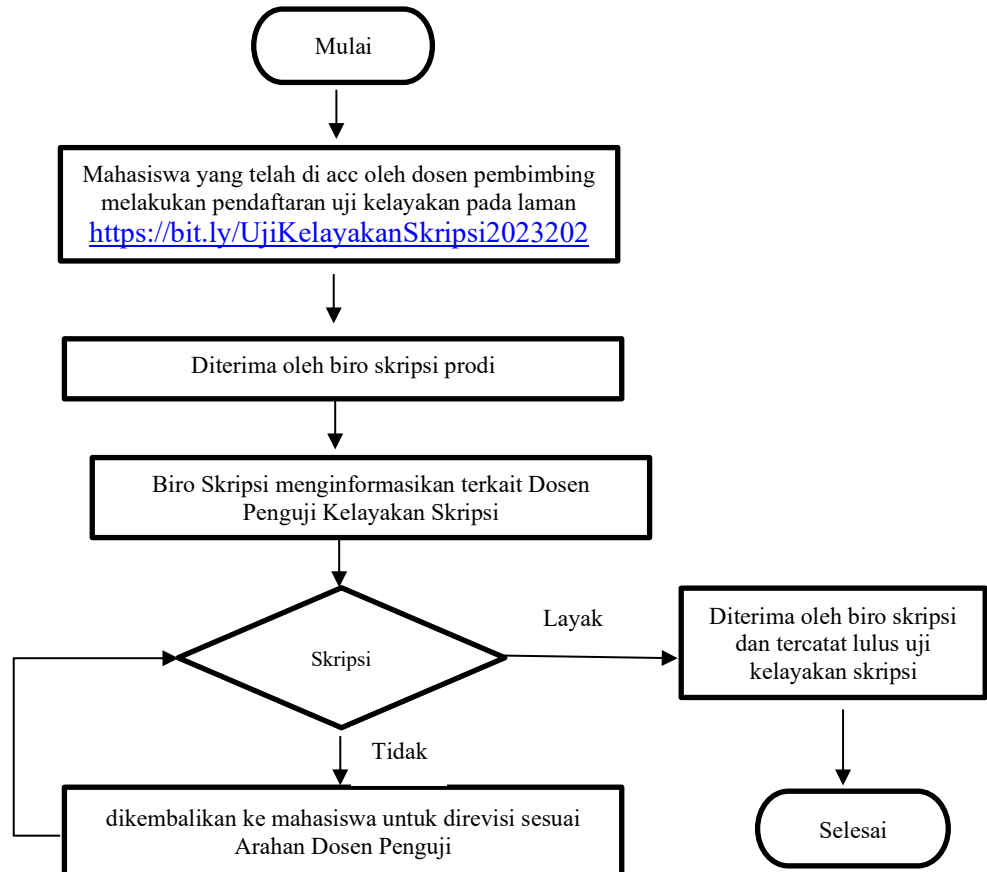 Mulai
Mahasiswa yang telah di acc oleh dosen pembimbing
melakukan pendaftaran uji kelayakan pada laman
https://bit.ly/UjiKelayakanSkripsi2023202
Diterima oleh biro skripsi prodi
Biro Skripsi menginformasikan terkait Dosen
Penguji Kelayakan Skripsi
Skripsi
Layak
Diterima oleh biro skripsi
dan tercatat lulus uji
kelayakan skripsi
Tidak
dikembalikan ke mahasiswa untuk direvisi sesuai
Arahan Dosen Penguji
Selesai